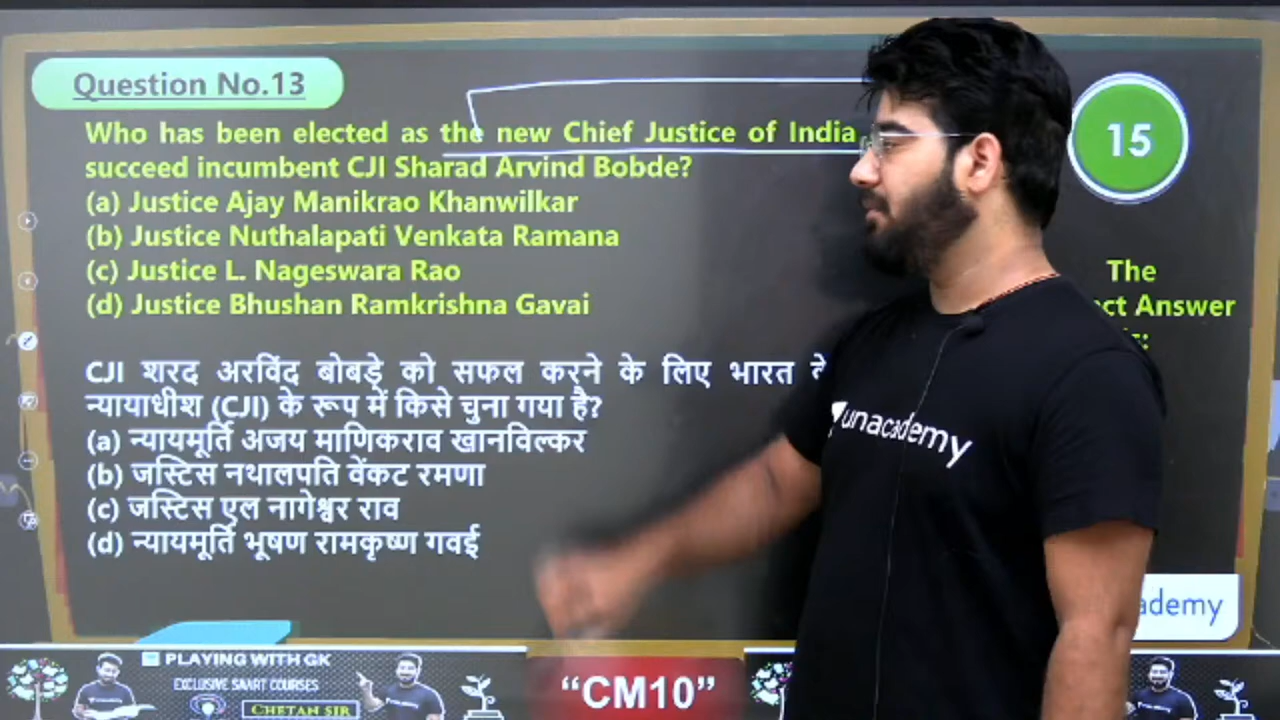 Question No.13
Who has been elected as the new Chief Justice of India
succeed incumbent CJI Sharad Arvind Bobde?
(a) Justice Ajay Manikrao Khanwilkar
(b) Justice Nuthalapati Venkata Ramana
(c) Justice L. Nageswara Rao
(d) Justice Bhushan Ramkrishna Gavai
15
The
Answer
CJI शरद अरविंद बोबड़े को सफल करने के लिए भारत
न्यायाधीश (CJI) के रूप में किसे चुना गया है?
(a) न्यायमूर्ति अजय माणिकराव खानविल्कर
(b) जस्टिस नथालपति वेंकट रमणा
(c) जस्टिस एल नागेश्वर राव
(d) न्यायमूर्ति भूषण रामकृष्ण गवई
unacademy
ademy
PLAYING WITH GK
EXCLUSIVE SAART COURSES
CHETAN SIR
“CM10”